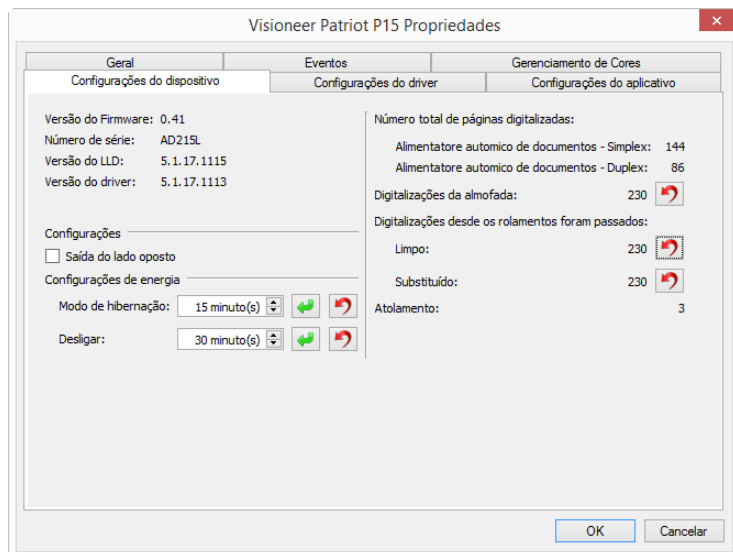 Visioneer Patriot P15 Propriedades
Geral
Eventos
Gerenciamento de Cores
Configurações do dispositivo
Configurações do driver
Configurações do aplicativo
Versão do Firmware: 0.41
Número de série: AD215L
Versão do LLD: 5.1.17.1115
Versão do driver: 5.1.17.1113
Configurações
Saída do lado oposto
Configurações de energia
Modo de hibernação: 15 minuto(s)
Desligar: 30 minuto(s)
Número total de páginas digitalizadas:
Alimentatore automico de documentos - Simplex: 144
Alimentatore automico de documentos - Duplex: 86
Digitalizações da almofada: 230
Digitalizações desde os rolamentos foram passados:
Limpo: 230
Substituído: 230
Atolamento: 3
OK
Cancelar